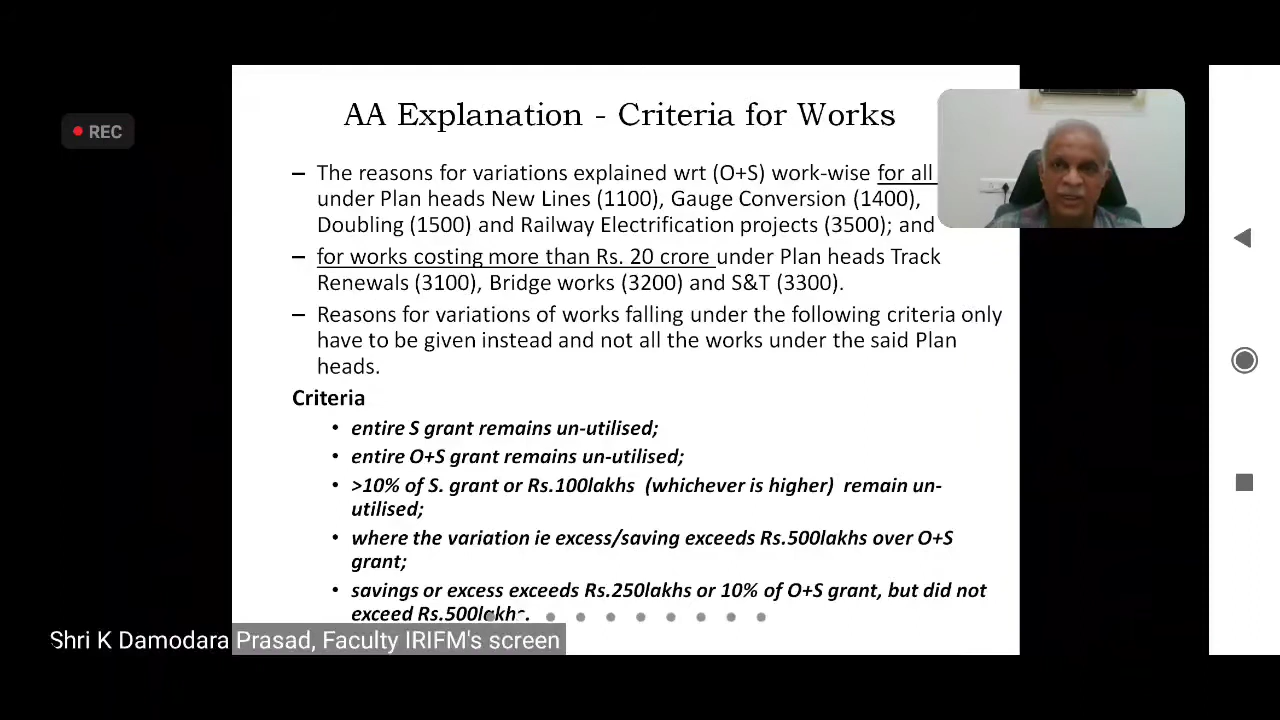 AA Explanation - Criteria for Works
REC
– The reasons for variations explained wrt (O+S) work-wise for all
under Plan heads New Lines (1100), Gauge Conversion (1400),
Doubling (1500) and Railway Electrification projects (3500); and
– for works costing more than Rs. 20 crore under Plan heads Track
Renewals (3100), Bridge works (3200) and S&T (3300).
– Reasons for variations of works falling under the following criteria only
have to be given instead and not all the works under the said Plan
heads.
Criteria
• entire S grant remains un-utilised;
• entire O+S grant remains un-utilised;
• >10% of S. grant or Rs.100lakhs (whichever is higher) remain un-
utilised;
• where the variation ie excess/saving exceeds Rs.500lakhs over O+S
grant;
• savings or excess exceeds Rs.250lakhs or 10% of O+S grant, but did not
exceed Rs.500lakhs.
Shri K Damodara Prasad, Faculty IRIFM's screen